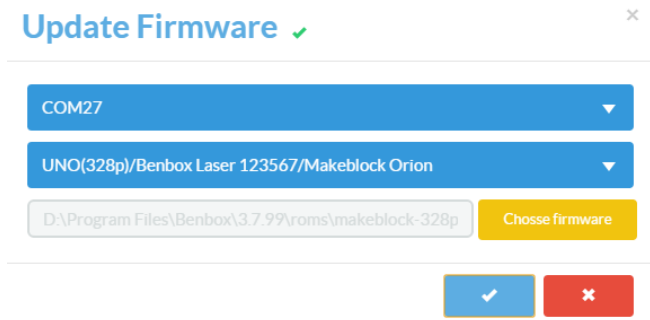 Update Firmware
COM27
UNO(328p)/Benbox Laser 123567/Makeblock Orion
D:\Program Files\Benbox\3.7.99\roms\makeblock-328p
Chosse firmware